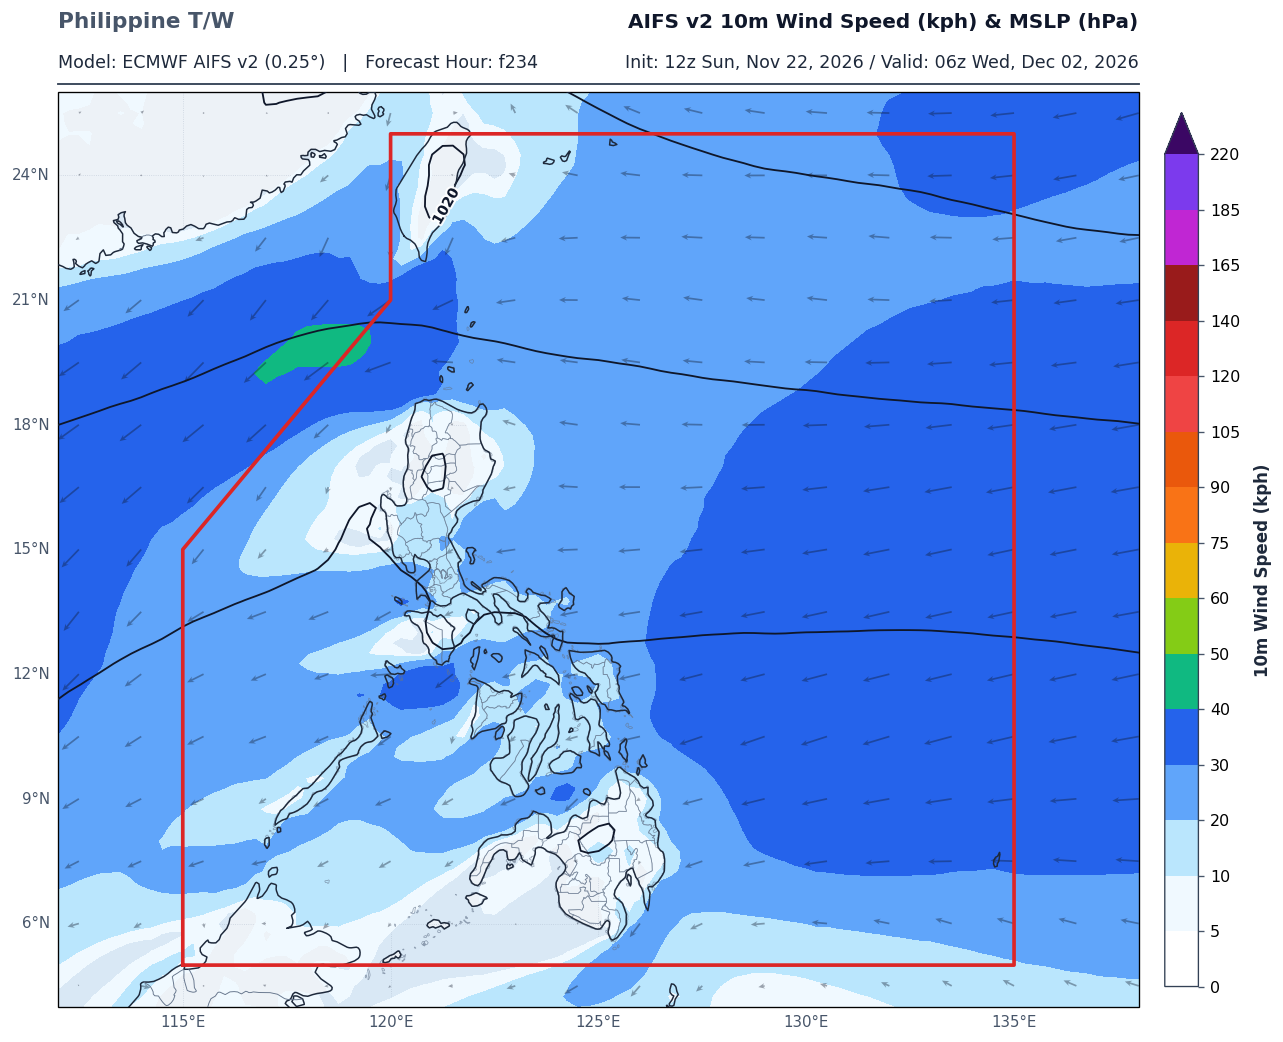 Philippine T/W
AIFS v2 10m Wind Speed (kph) & MSLP (hPa)
Model: ECMWF AIFS v2 (0.25°) | Forecast Hour: f234
Init: 12z Sun, Nov 22, 2026 / Valid: 06z Wed, Dec 02, 2026
24°N
21°N
18°N
15°N
12°N
9°N
6°N
1020
115°E
120°E
125°E
130°E
135°E
220
185
165
140
120
105
90
75
60
50
40
30
20
10
5
0
10m Wind Speed (kph)